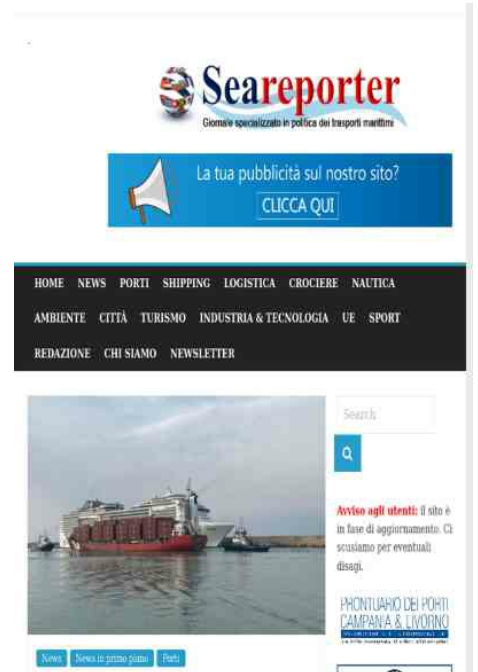 Seareporter
Giornale specializzato in politica dei trasporti marittimi
La tua pubblicità sul nostro sito?
CLICCA QUI
HOME NEWS PORTI SHIPPING LOGISTICA CROCIERE NAUTICA
AMBIENTE CITTÀ TURISMO INDUSTRIA & TECNOLOGIA UE SPORT
REDAZIONE CHI SIAMO NEWSLETTER
Search
Avviso agli utenti: il sito è
in fase di aggiornamento. Ci
scusiamo per eventuali
disagi.
PRONTUARIO DEI PORTI
CAMPANIA & LIVORNO
News News in primo piano Porti